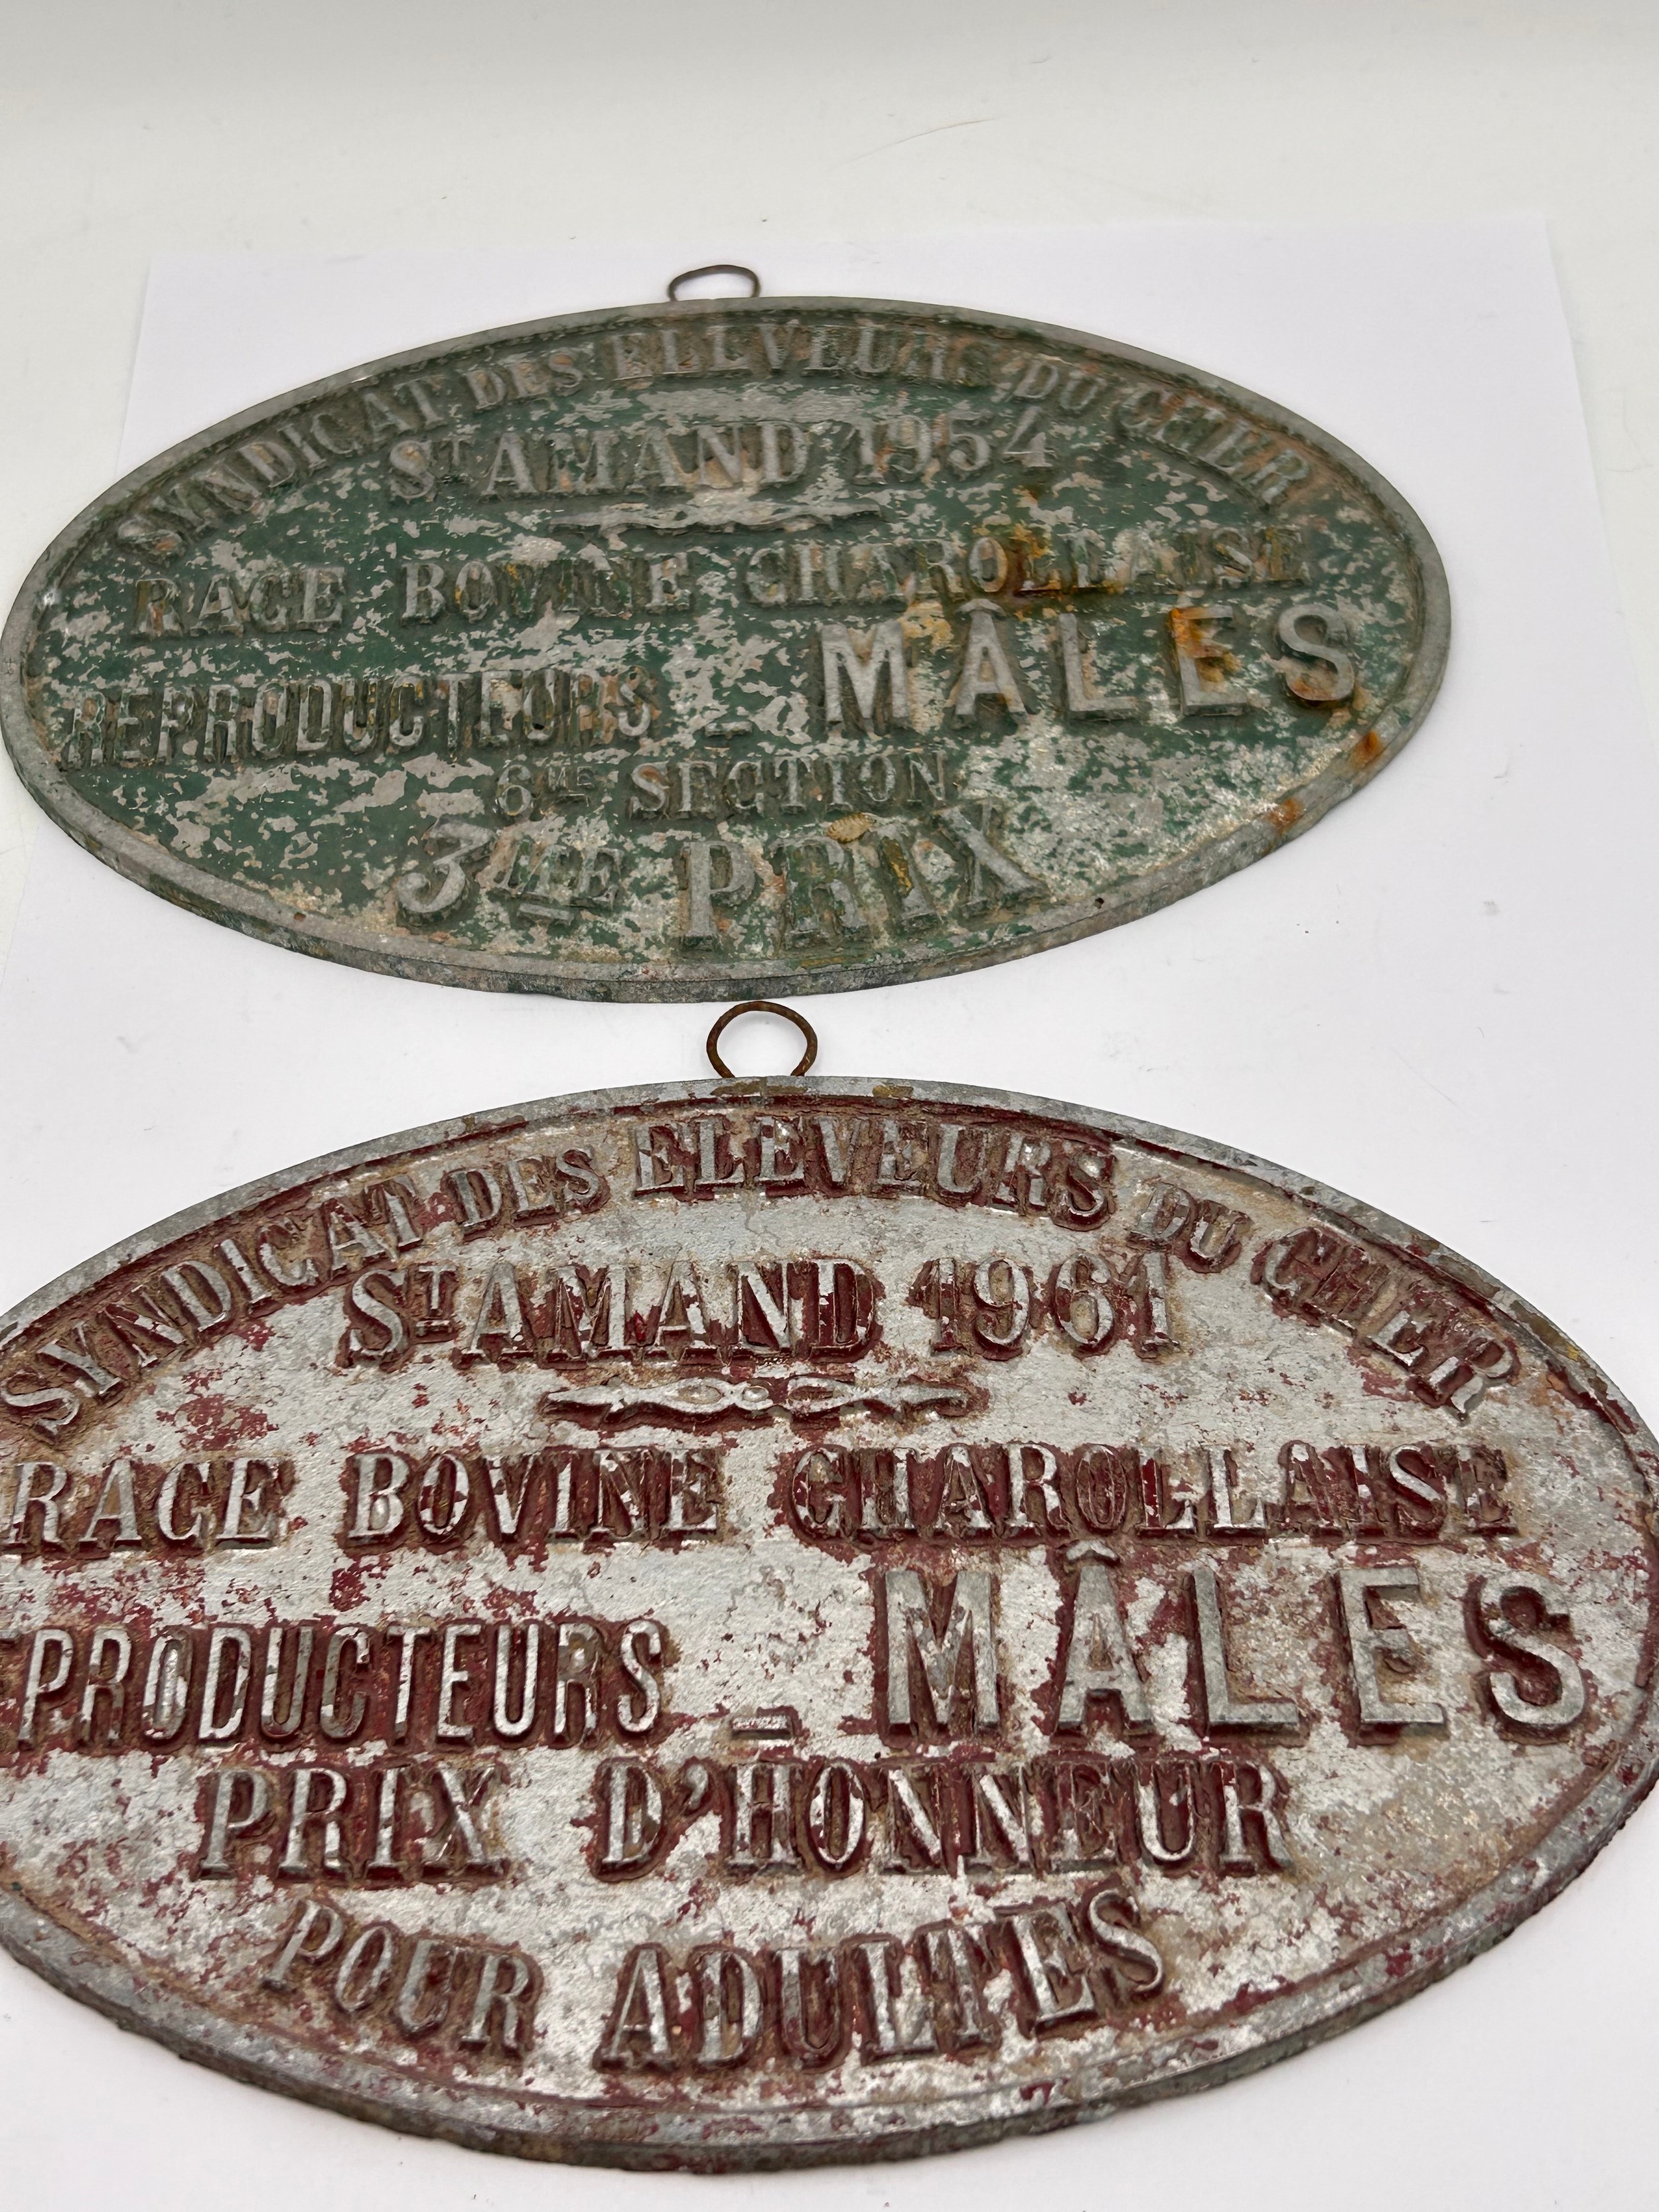 SYNDICAT DES ELEVEURS DU CHER
ST AMAND 1954
RACE BOVINE CHAROLLAISE
REPRODUCTEURS - MÂLES
6ME SECTION
3IÈME PRIX
SYNDICAT DES ELEVEURS DU CHER
ST AMAND 1961
RACE BOVINE CHAROLLAISE
PRODUCTEURS - MÂLES
PRIX D'HONNEUR
POUR ADULTES